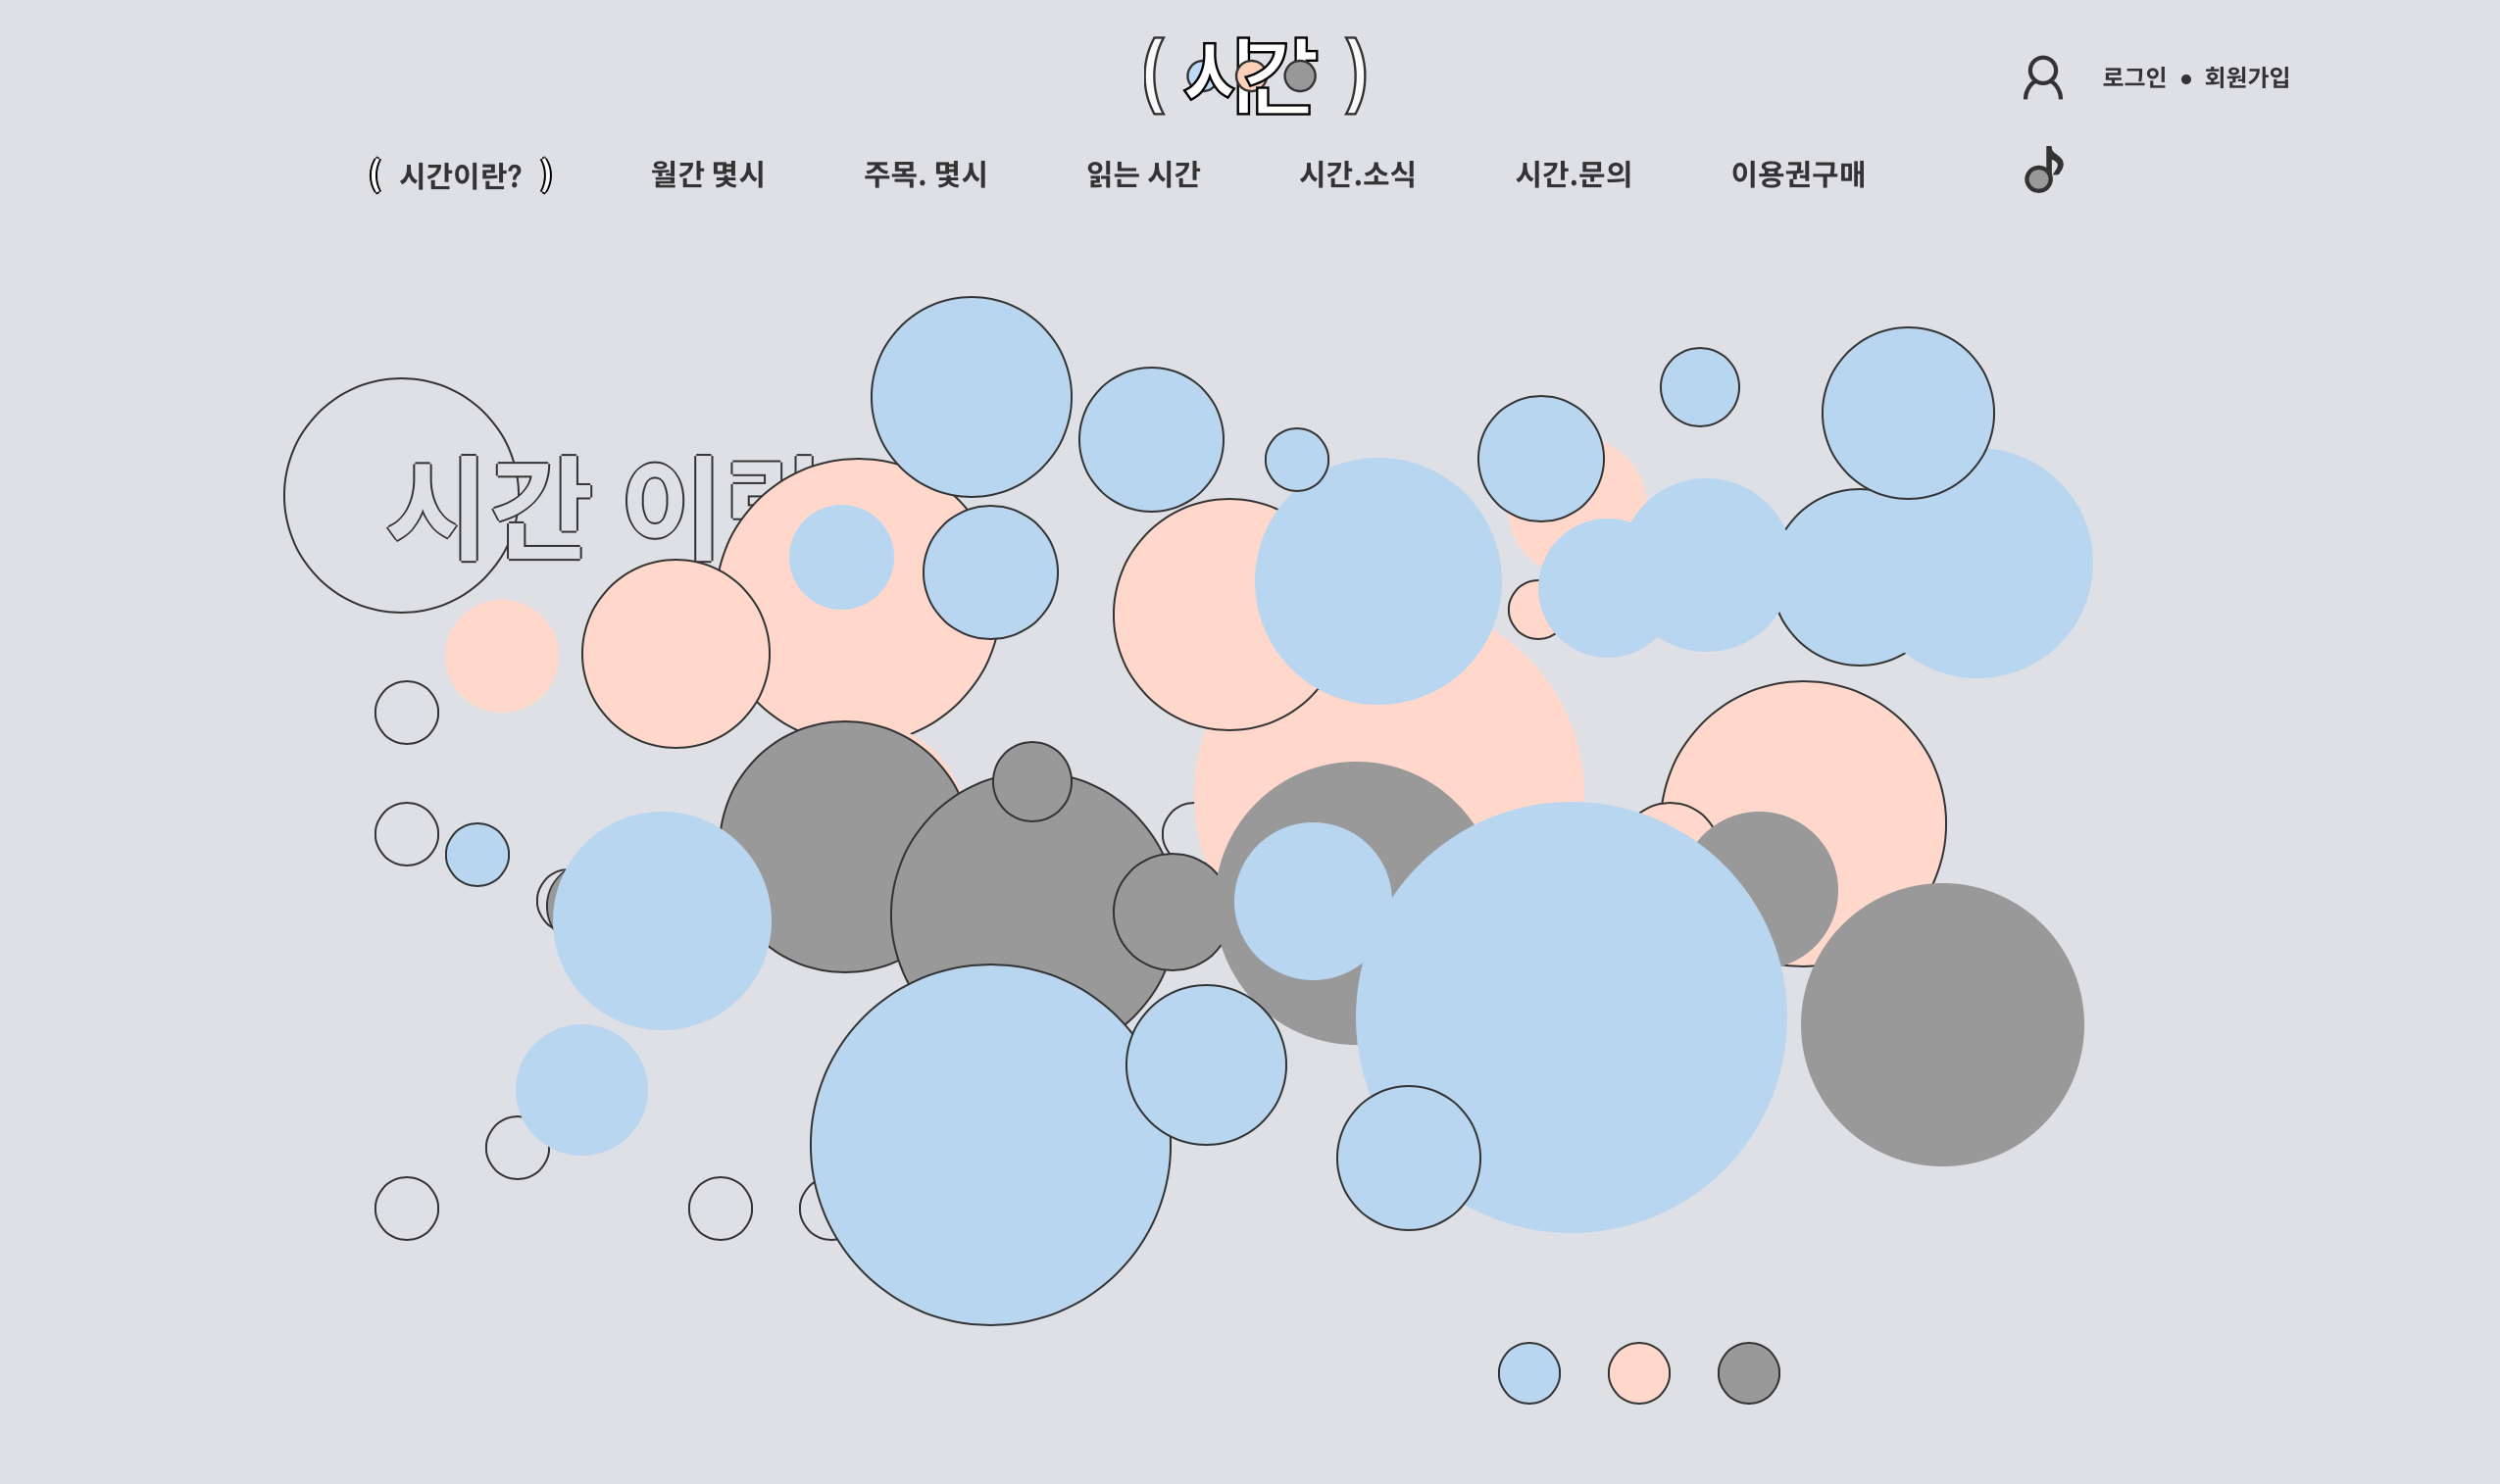 ( 시간 )
로그인 • 회원가입
( 시간이란? )
월간 몇시
주목. 몇시
읽는 시간
시간.소식
시간.문의
이용권구매
시간 이